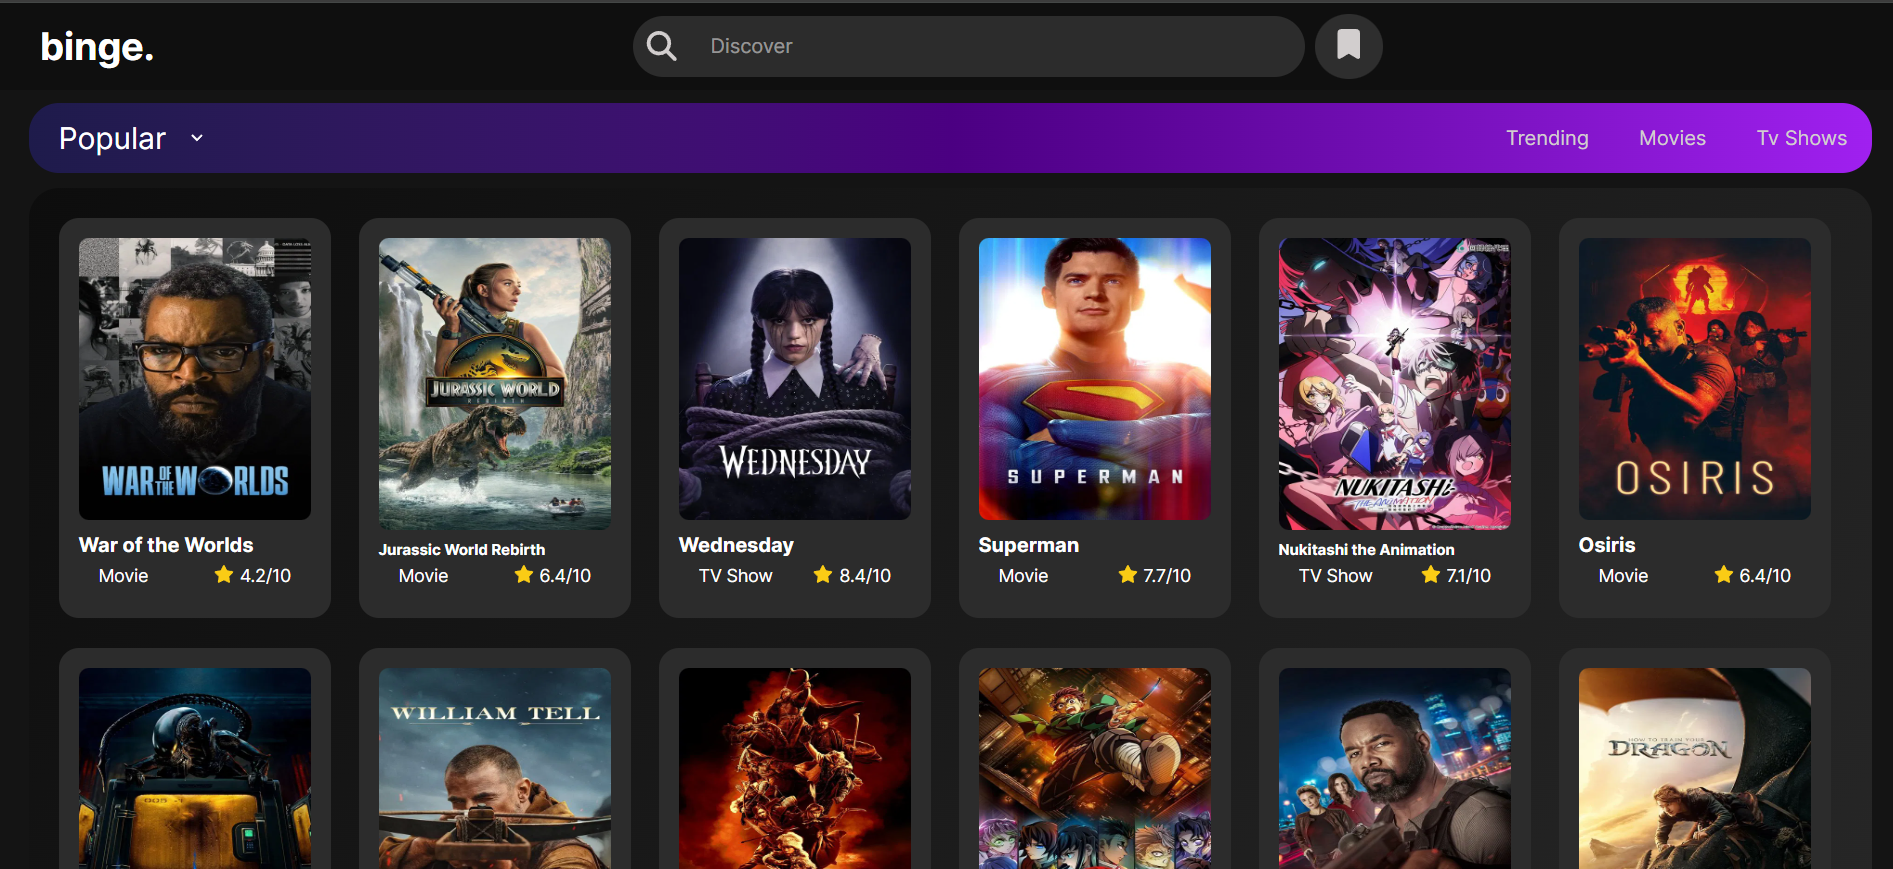 binge.
Discover
Popular
Trending
Movies
Tv Shows
WAR OF THE WORLDS
JURASSIC WORLD
REBIRTH
WEDNESDAY
SUPERMAN
NUKITASHI
THE ANIMATION
OSIRIS
War of the Worlds
Movie
4.2/10
Jurassic World Rebirth
Movie
6.4/10
Wednesday
TV Show
8.4/10
Superman
Movie
7.7/10
Nukitashi the Animation
TV Show
7.1/10
Osiris
Movie
6.4/10
WILLIAM TELL
HOW TO TRAIN YOUR
DRAGON